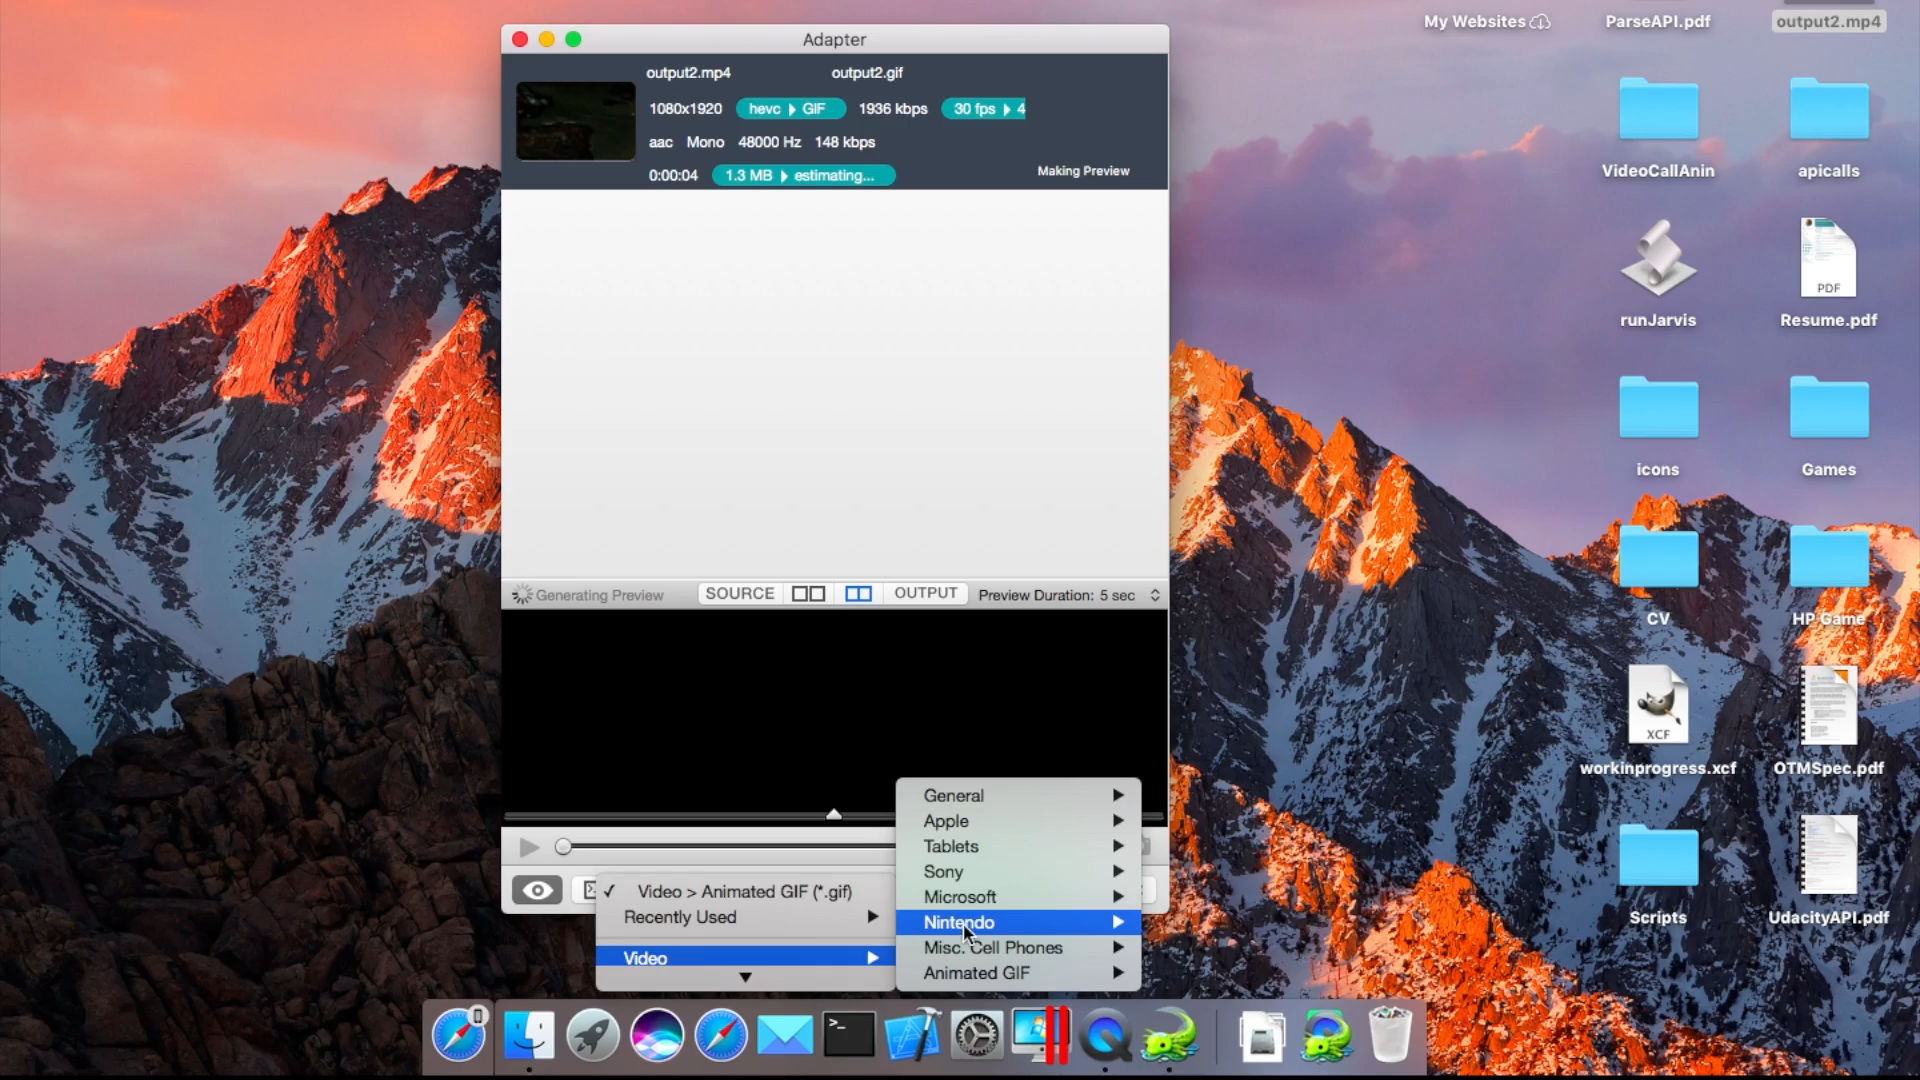 Adapter
output2.mp4 output2.gif
1080x1920 hevc ▸ GIF 1936 kbps 30 fps ▸ 4
aac Mono 48000 Hz 148 kbps
0:00:04 1.3 MB ▸ estimating... Making Preview
Generating Preview SOURCE OUTPUT Preview Duration: 5 sec
General
Apple
Tablets
Sony
Microsoft
Nintendo
Misc. Cell Phones
Animated GIF
✓ Video > Animated GIF (*.gif)
Recently Used
Video
My Websites
ParseAPI.pdf
output2.mp4
VideoCallAnin
apicalls
runJarvis
PDF
Resume.pdf
icons
Games
CV
HP Game
XCF
workinprogress.xcf
OTMSpec.pdf
Scripts
UdacityAPI.pdf